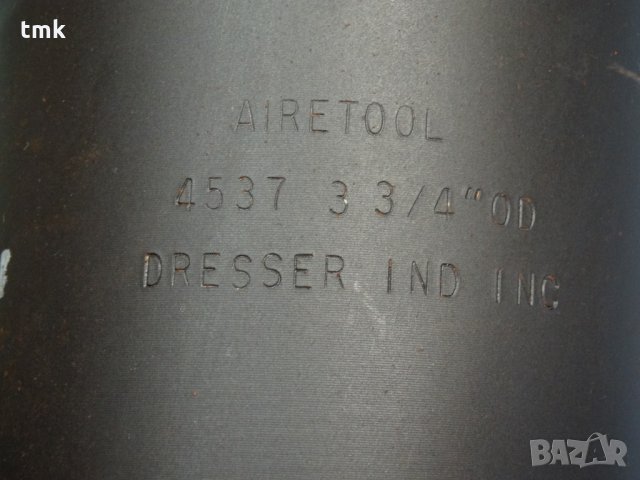 tmk
AIRETOOL
4537 3 3/4"OD
DRESSER IND INC
BAZAR